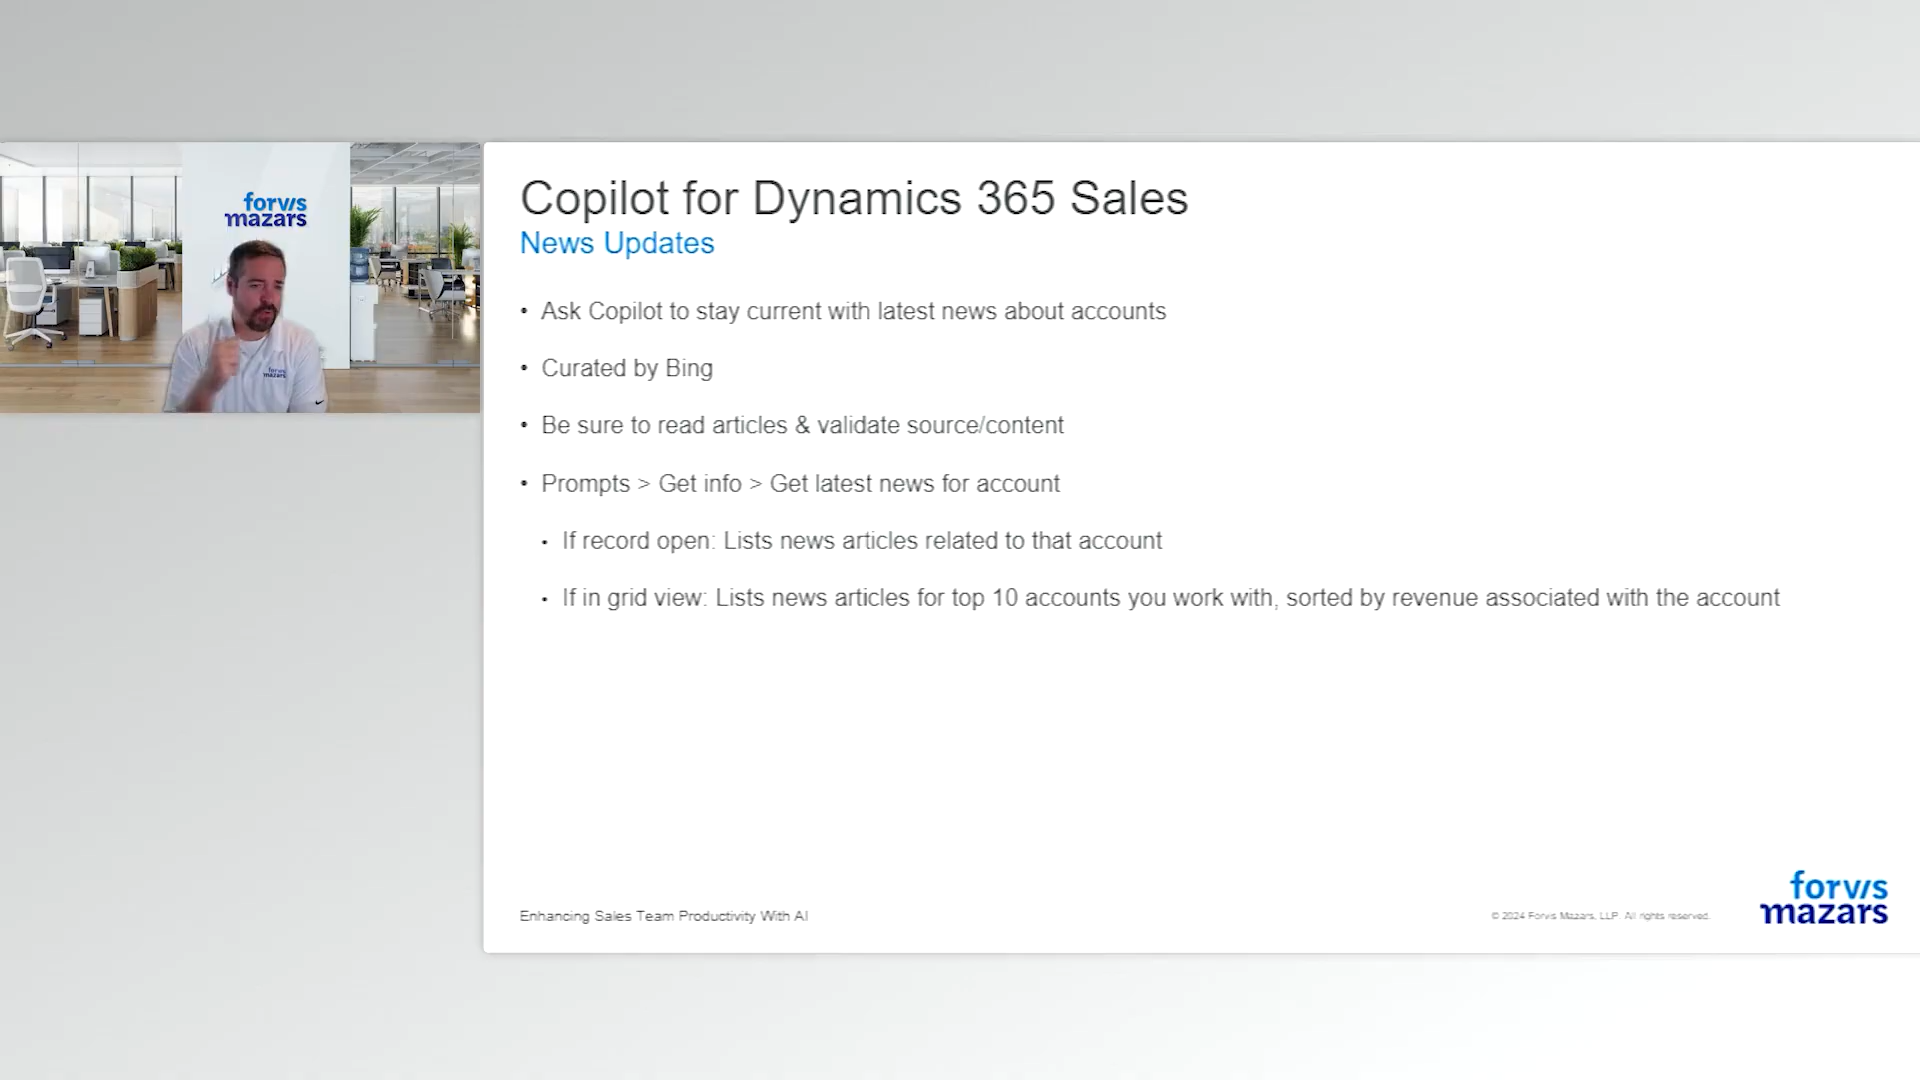 forvis
mazars
forvis
mazars
Copilot for Dynamics 365 Sales
News Updates
• Ask Copilot to stay current with latest news about accounts
• Curated by Bing
• Be sure to read articles & validate source/content
• Prompts > Get info > Get latest news for account
• If record open: Lists news articles related to that account
• If in grid view: Lists news articles for top 10 accounts you work with, sorted by revenue associated with the account
Enhancing Sales Team Productivity With AI
© 2024 Forvis Mazars, LLP. All rights reserved.
forvis
mazars